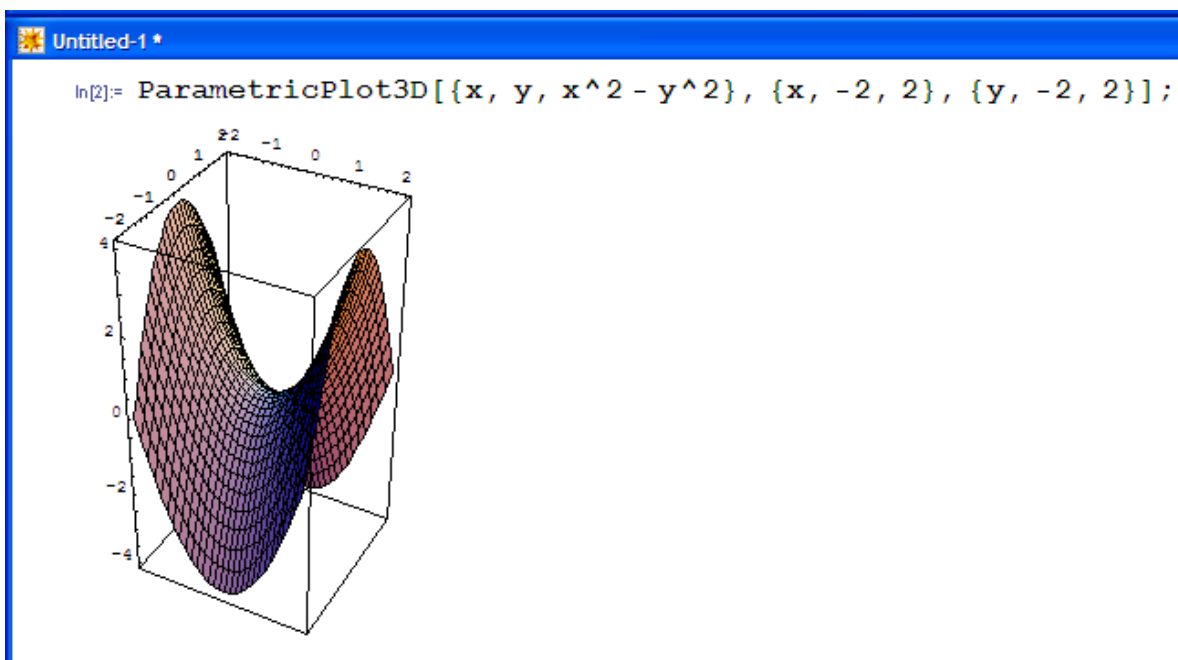 Untitled-1 *
In[2]:= ParametricPlot3D[{x, y, x^2 - y^2}, {x, -2, 2}, {y, -2, 2}];
-2 -1 0 1 2
-2 -1 0 1 2
4
2
0
-2
-4